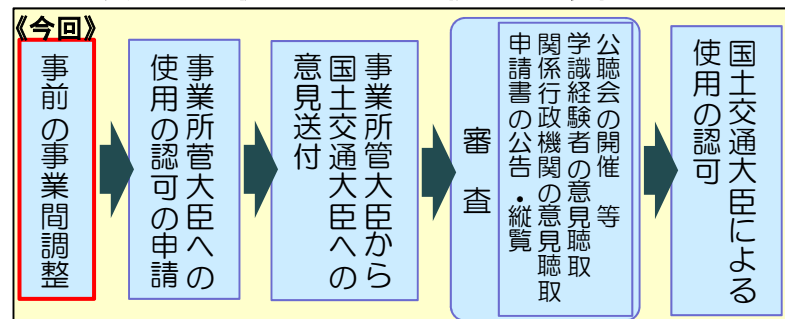 《今回》
事前の事業間調整
事業所菅大臣への
使用の認可の申請
事業所管大臣から
国土交通大臣への
意見送付
審査
公聴会の開催 等
学識経験者の意見聴取
関係行政機関の意見聴取
申請書の公告・縦覧
国土交通大臣による
使用の認可